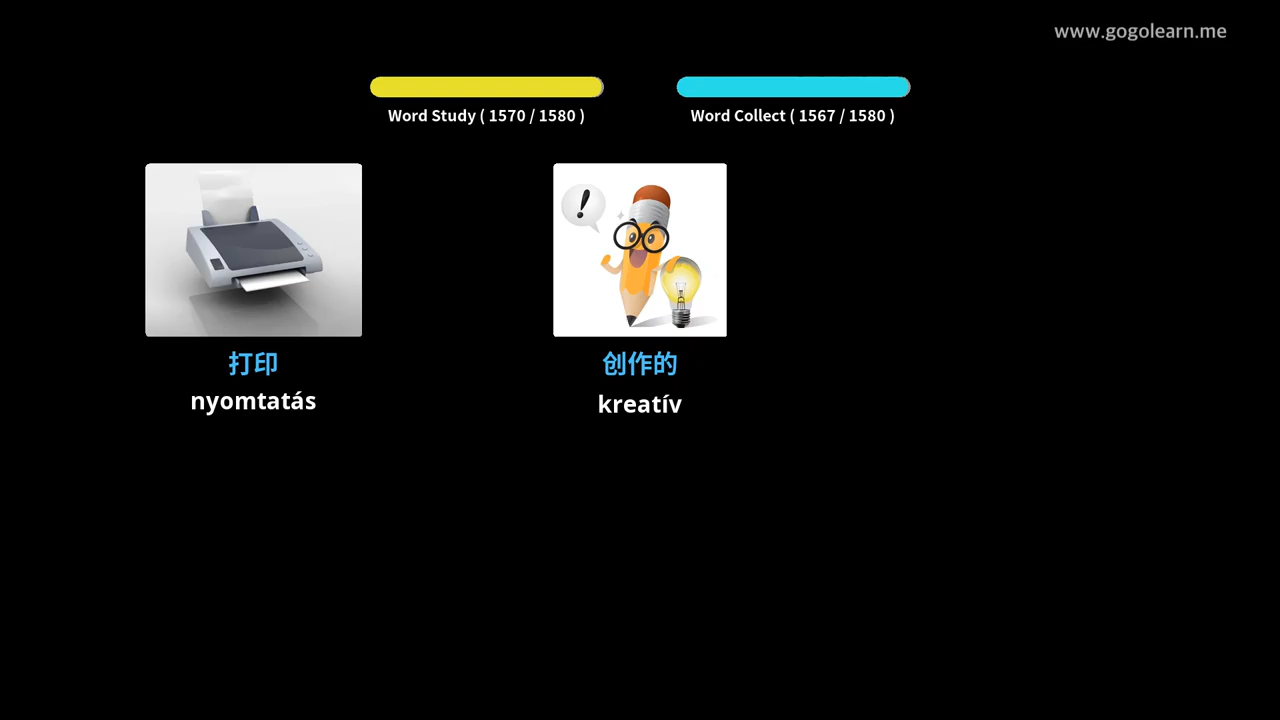 www.gogolearn.me
Word Study ( 1570 / 1580 )
Word Collect ( 1567 / 1580 )
打印
nyomtatás
创作的
kreatív